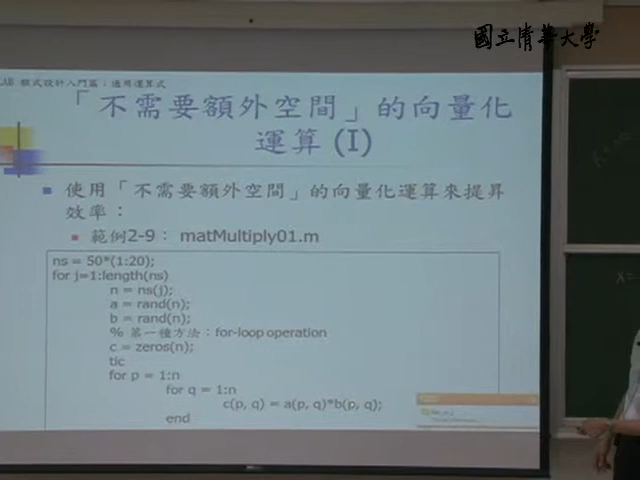 國立清華大學
程式設計入門篇：通用運算式
「不需要額外空間」的向量化
運算 (I)
使用「不需要額外空間」的向量化運算來提昇
效率：
範例2-9： matMultiply01.m
ns = 50*(1:20);
for j=1:length(ns)
n = ns(j);
a = rand(n);
b = rand(n);
% 第一種方法：for-loop operation
c = zeros(n);
tic
for p = 1:n
for q = 1:n
c(p, q) = a(p, q)*b(p, q);
end